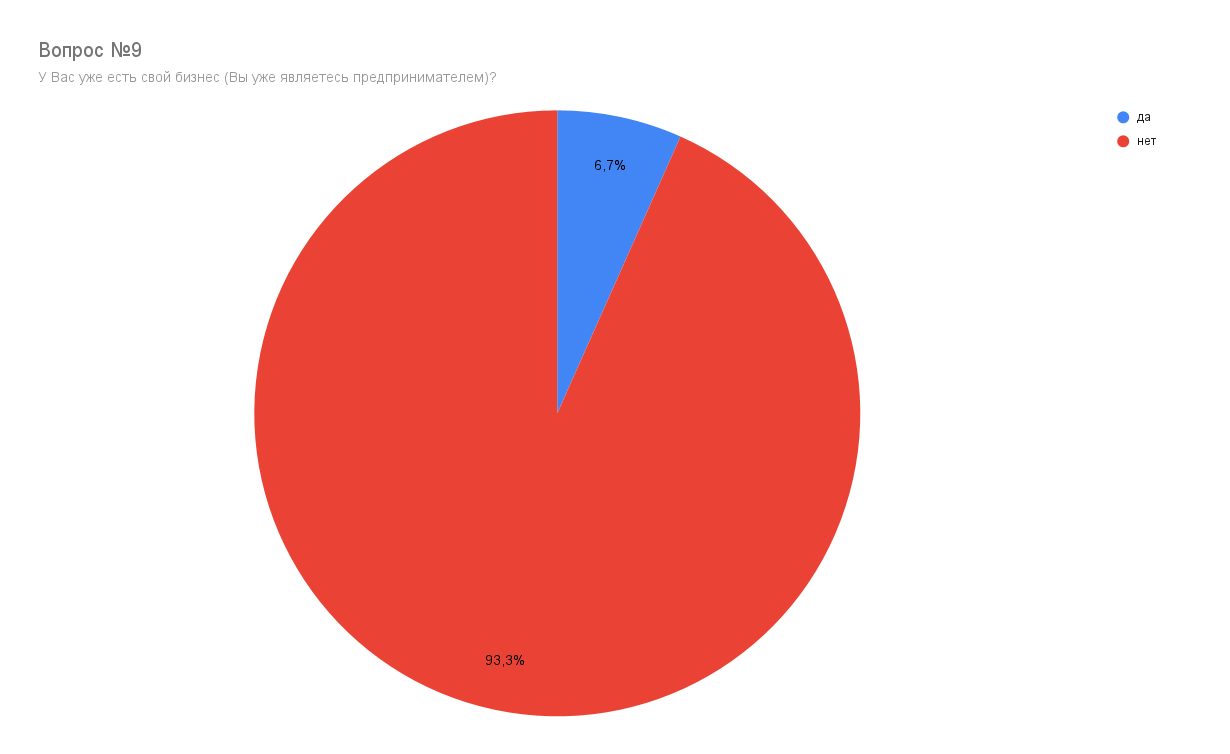 Вопрос №9
У Вас уже есть свой бизнес (Вы уже являетесь предпринимателем)?
да
нет
6,7%
93,3%